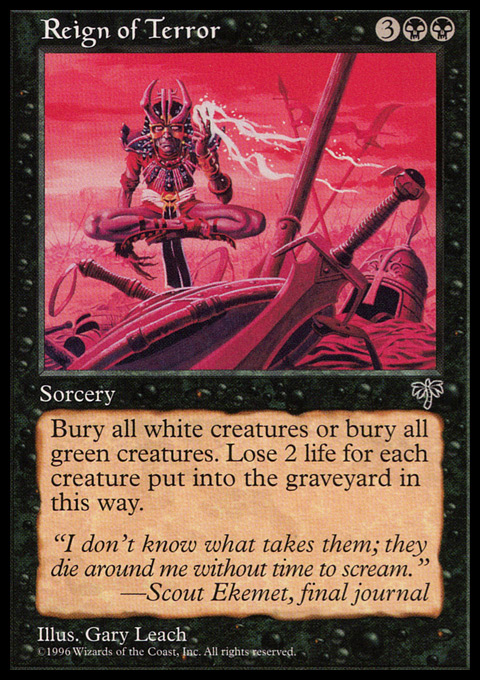 Reign of Terror 3
Sorcery
Bury all white creatures or bury all
green creatures. Lose 2 life for each
creature put into the graveyard in
this way.
“I don’t know what takes them; they
die around me without time to scream.”
—Scout Ekemet, final journal
Illus. Gary Leach
©1996 Wizards of the Coast, Inc. All rights reserved.